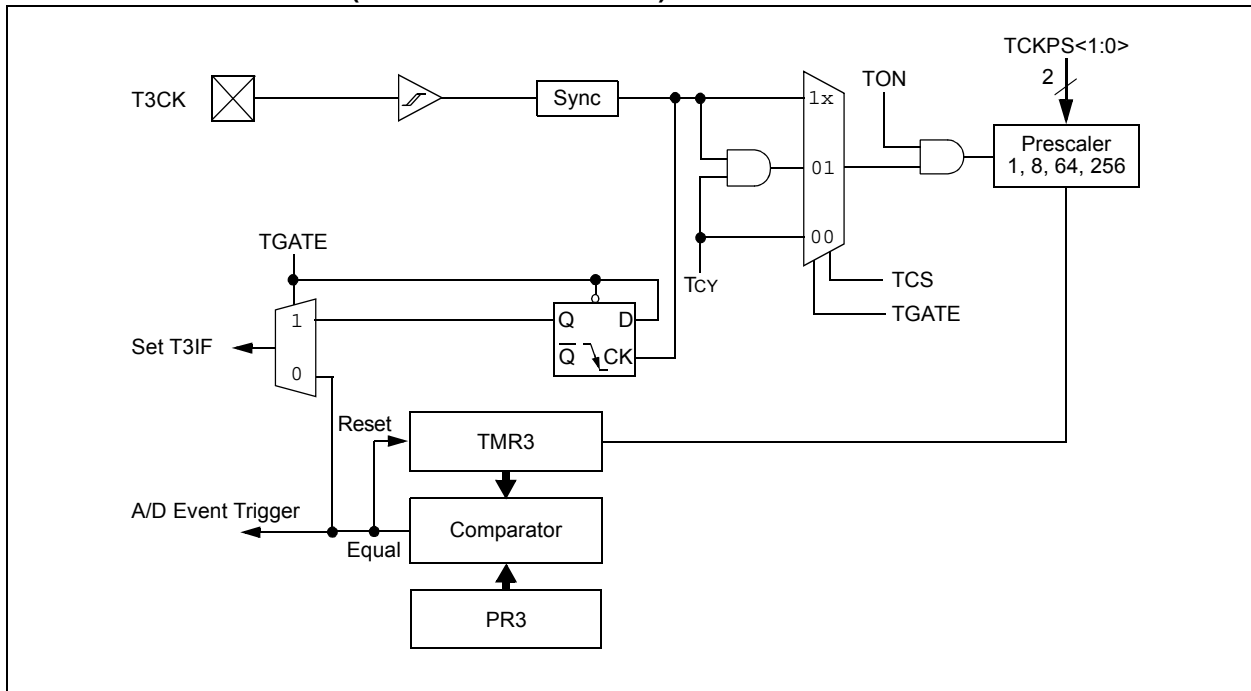 TCKPS<1:0>
2
T3CK
Sync
1x
TON
Prescaler
1, 8, 64, 256
01
00
TGATE
TCY
TCS
TGATE
1
Q
D
Set T3IF
Q
CK
0
Reset
TMR3
A/D Event Trigger
Equal
Comparator
PR3